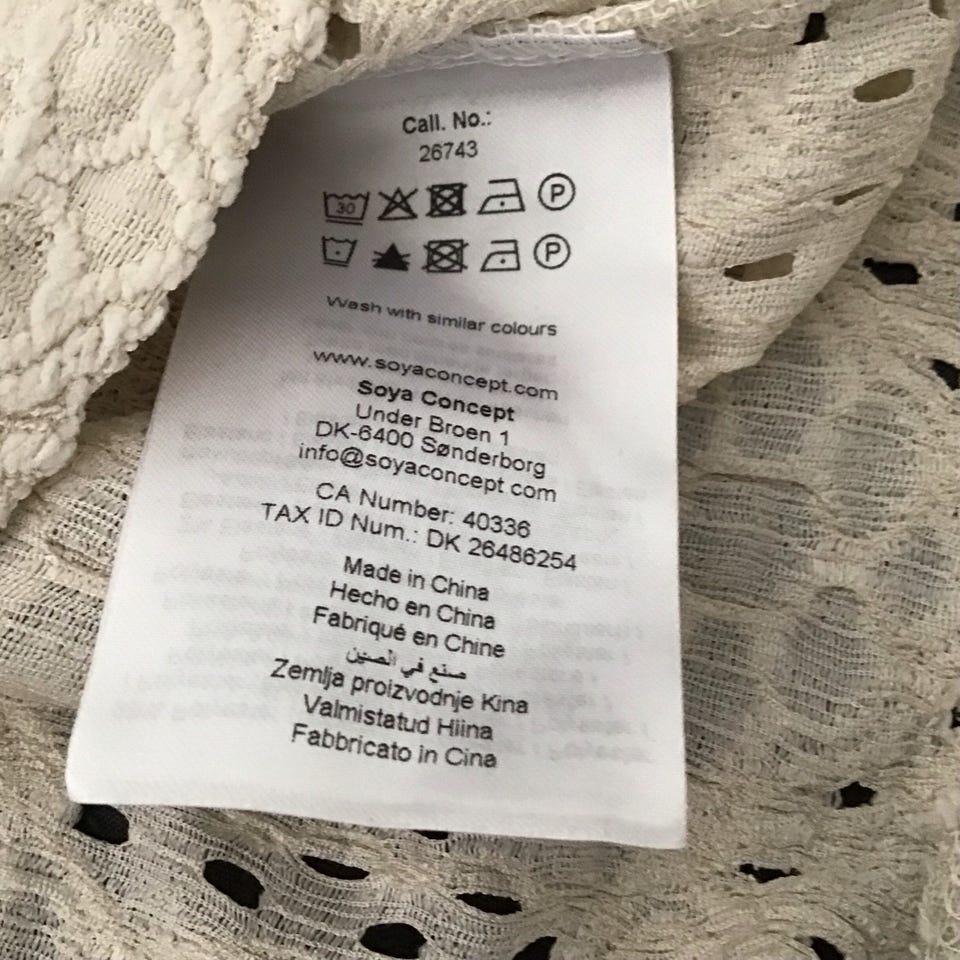 Call. No.:
26743
30 P
P
Wash with similar colours
www.soyaconcept.com
Soya Concept
Under Broen 1
DK-6400 Sønderborg
info@soyaconcept.com
CA Number: 40336
TAX ID Num.: DK 26486254
Made in China
Hecho en China
Fabriqué en Chine
صنع في الصين
Zemlja proizvodnje Kina
Valmistatud Hiina
Fabbricato in Cina